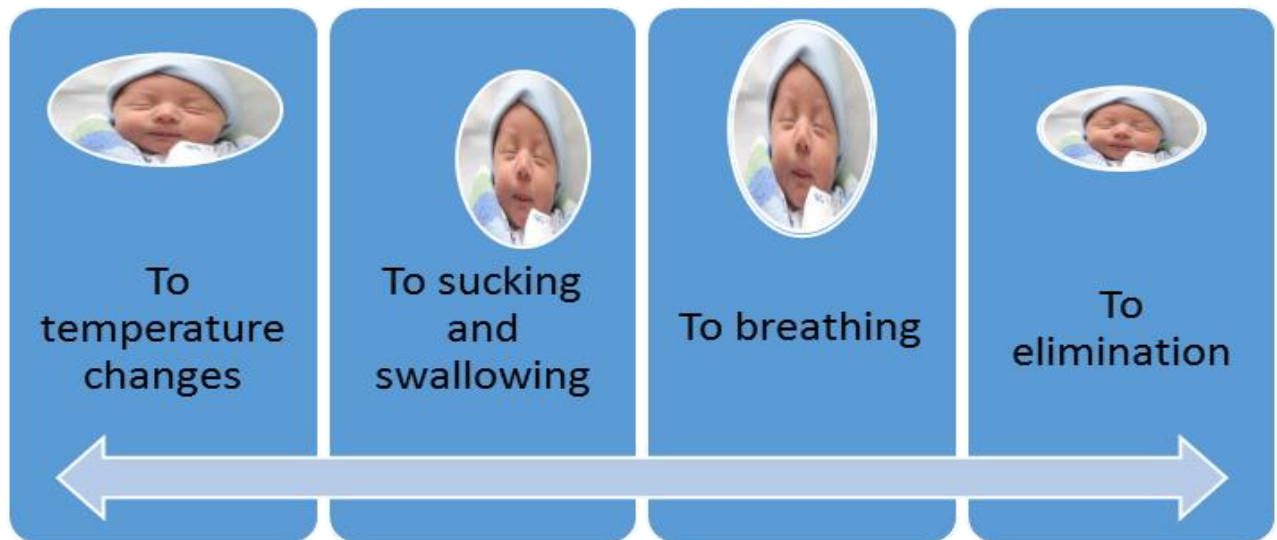 To
temperature
changes
To sucking
and
swallowing
To breathing
To
elimination